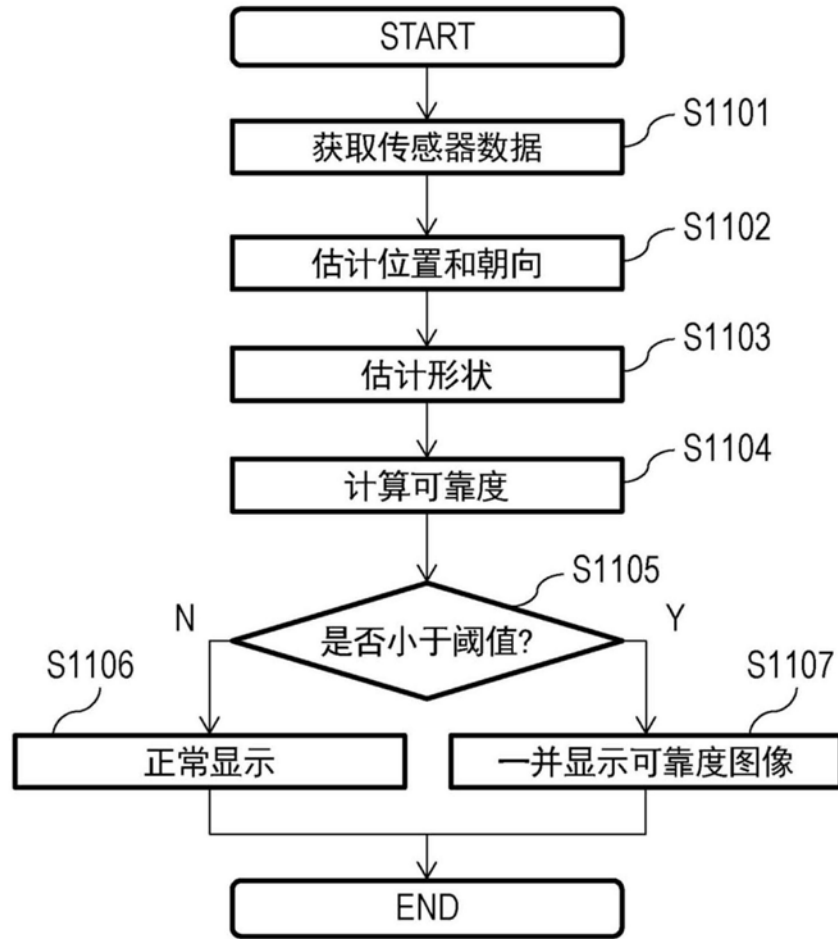 START
S1101
获取传感器数据
S1102
估计位置和朝向
S1103
估计形状
S1104
计算可靠度
S1105
N
是否小于阈值?
Y
S1106
S1107
正常显示
一并显示可靠度图像
END